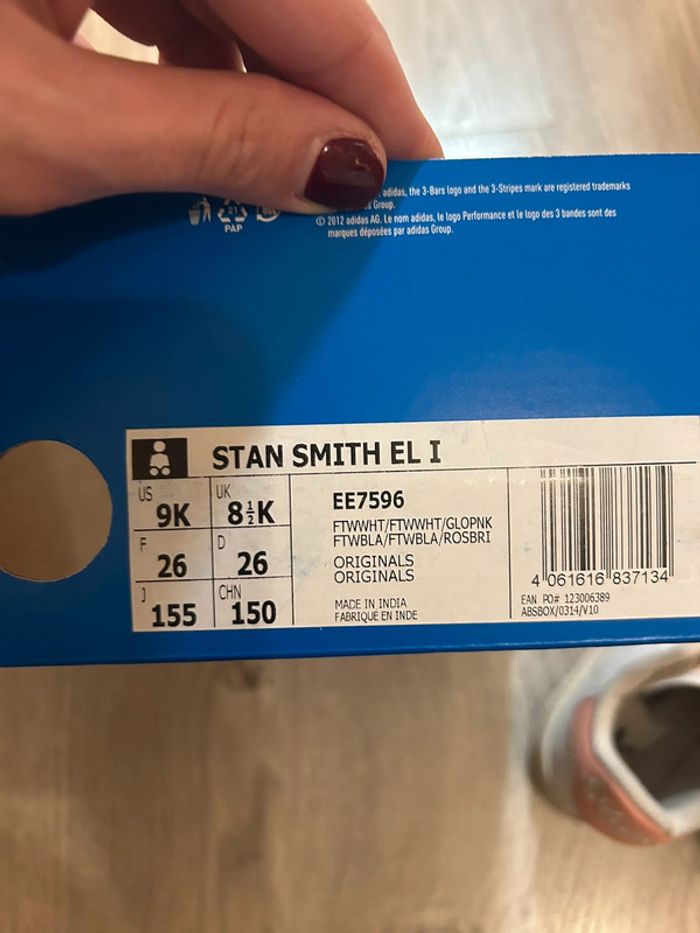 adidas, the 3-Bars logo and the 3-Stripes mark are registered trademarks
Group.
© 2012 adidas AG. Le nom adidas, le logo Performance et le logo des 3 bandes sont des
marques déposées par adidas Group.
21
PAP
STAN SMITH EL I
US
9K
UK
8½K
F
26
D
26
J
155
CHN
150
EE7596
FTWWHT/FTWWHT/GLOPNK
FTWBLA/FTWBLA/ROSBRI
ORIGINALS
ORIGINALS
MADE IN INDIA
FABRIQUÉ EN INDE
4 061616 837134
EAN PO# 123006389
ABSBOX/0314/V10